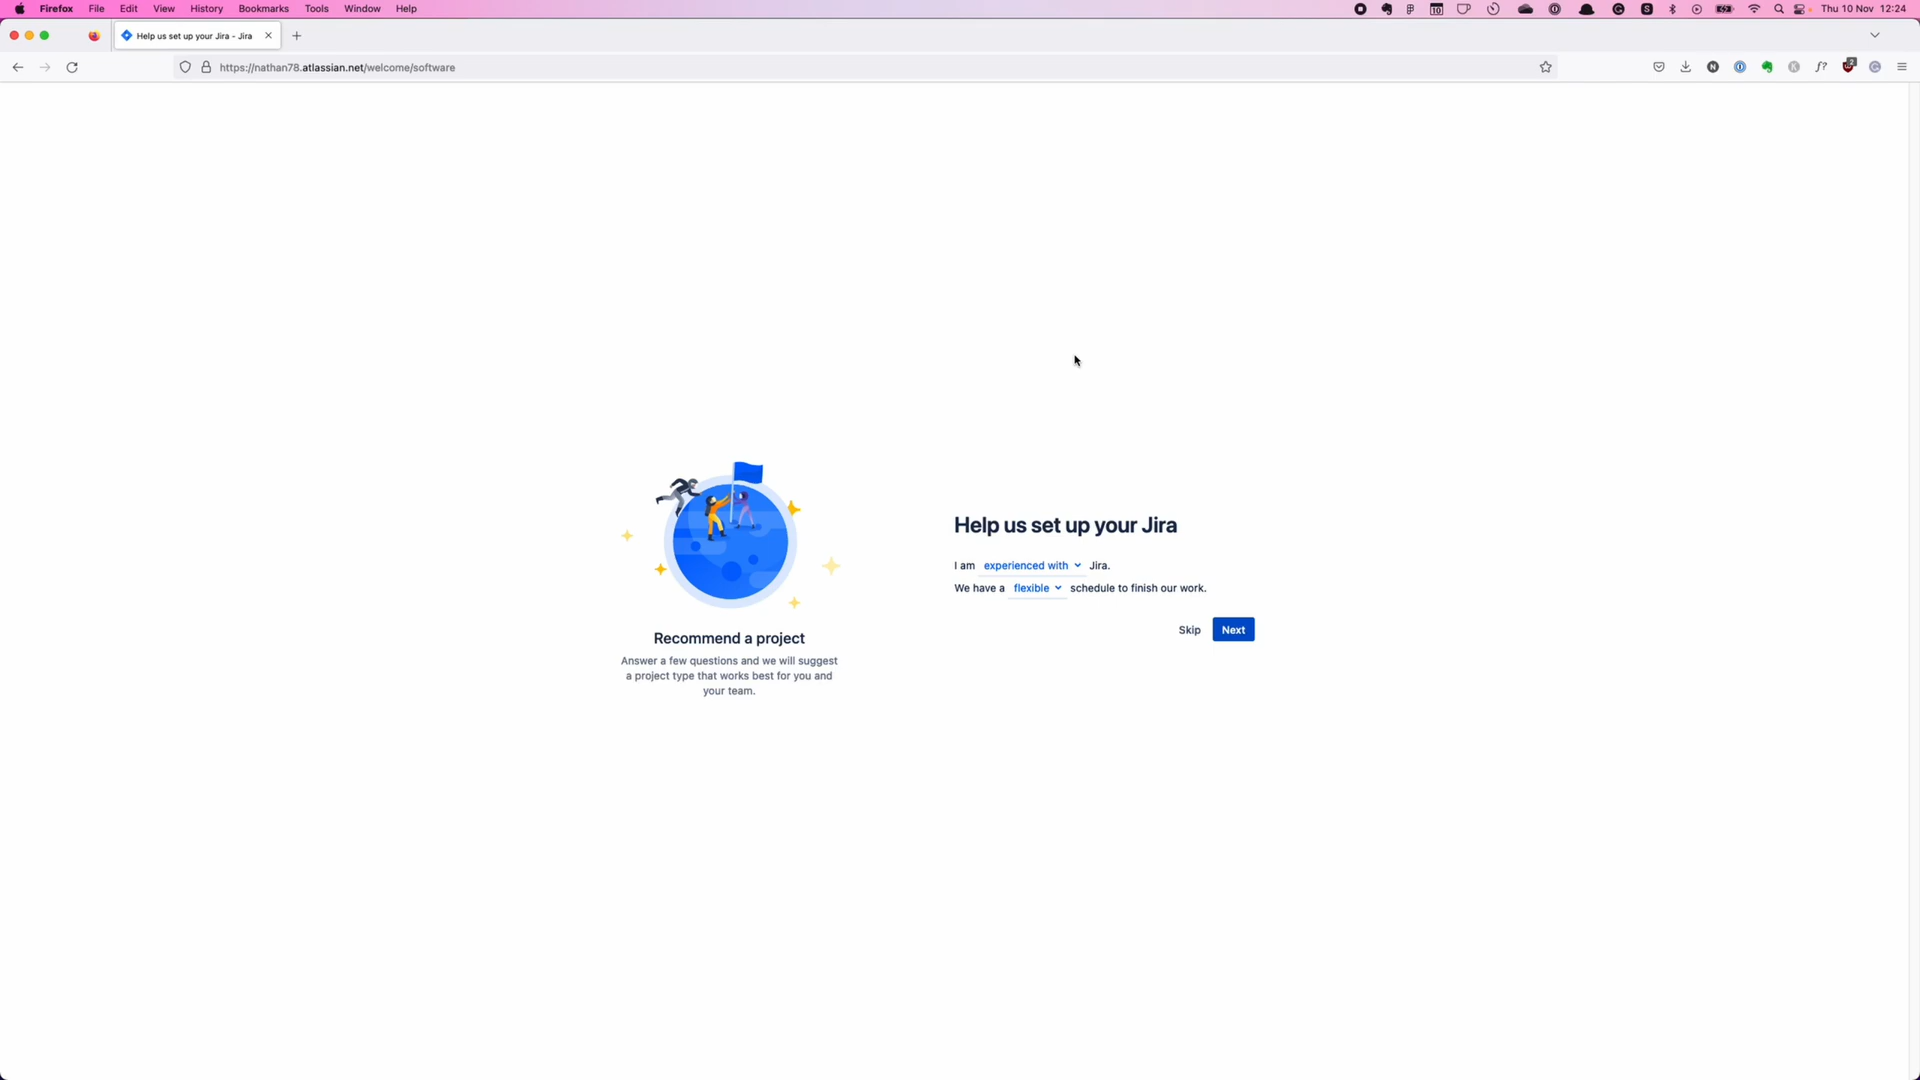 Firefox File Edit View History Bookmarks Tools Window Help
10
Thu 10 Nov 12:24
Help us set up your Jira - Jira
https://nathan78.atlassian.net/welcome/software
N
f?
2
Help us set up your Jira
I am experienced with Jira.
We have a flexible schedule to finish our work.
Skip Next
Recommend a project
Answer a few questions and we will suggest
a project type that works best for you and
your team.